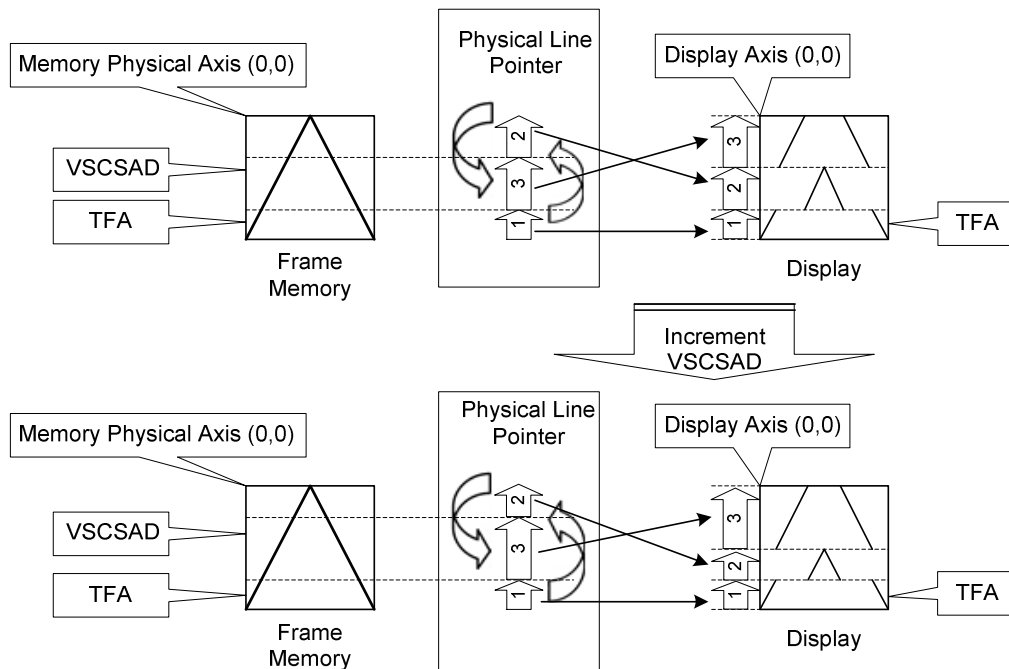 Physical Line
Pointer
Memory Physical Axis (0,0)
Display Axis (0,0)
VSCSAD
TFA
2
3
1
3
2
1
TFA
Frame
Memory
Display
Increment
VSCSAD
Physical Line
Pointer
Memory Physical Axis (0,0)
Display Axis (0,0)
VSCSAD
TFA
2
3
1
3
2
1
TFA
Frame
Memory
Display